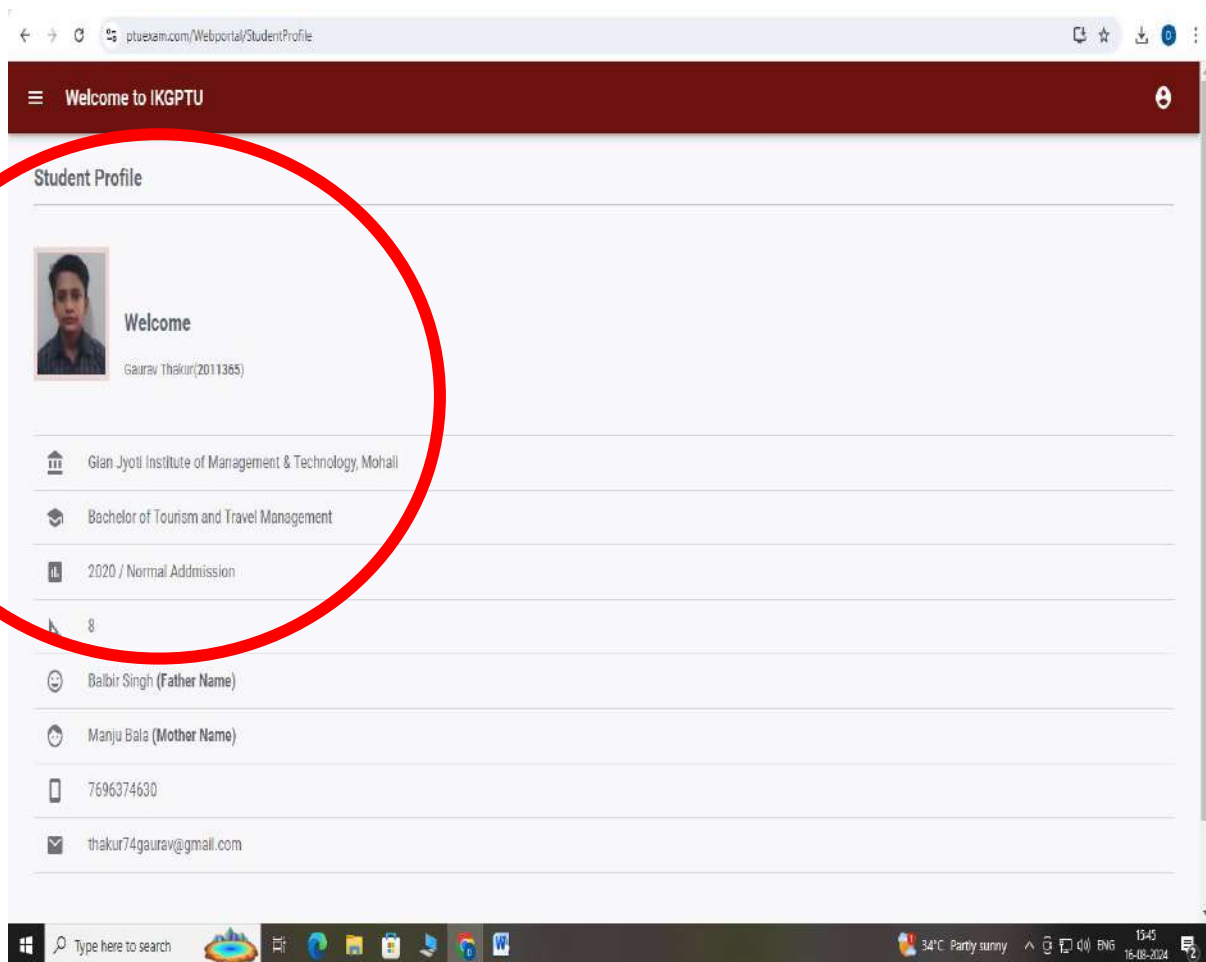 ptuexam.com/Webportal/StudentProfile
Welcome to IKGPTU
Student Profile
Welcome
Gaurav Thakur(2011365)
Gian Jyoti Institute of Management & Technology, Mohali
Bachelor of Tourism and Travel Management
2020 / Normal Addmission
8
Balbir Singh (Father Name)
Manju Bala (Mother Name)
7696374630
thakur74gaurav@gmail.com
Type here to search
34°C Partly sunny
ENG
15:45
16-08-2024
2